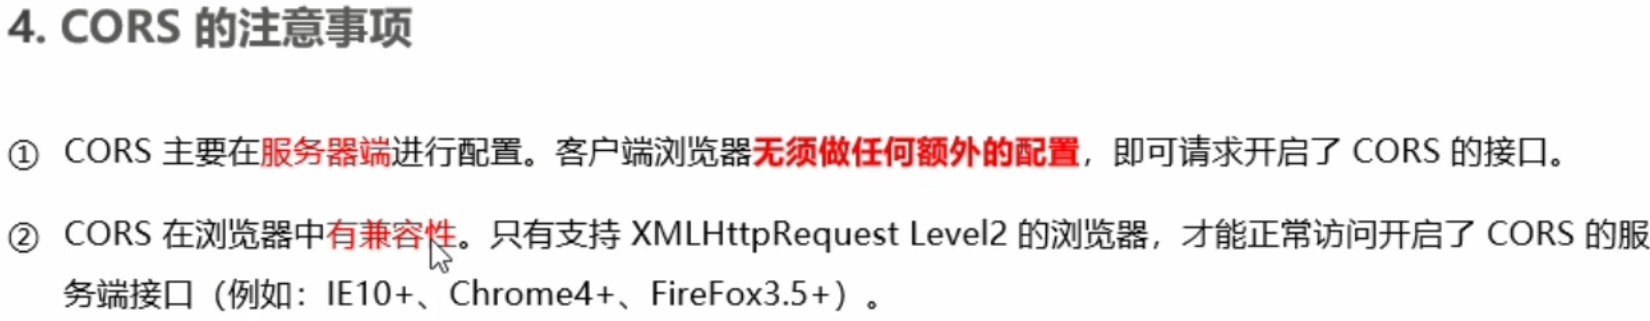 4. CORS 的注意事项
① CORS 主要在服务器端进行配置。客户端浏览器无须做任何额外的配置，即可请求开启了 CORS 的接口。
② CORS 在浏览器中有兼容性。只有支持 XMLHttpRequest Level2 的浏览器，才能正常访问开启了 CORS 的服
务端接口（例如：IE10+、Chrome4+、FireFox3.5+）。